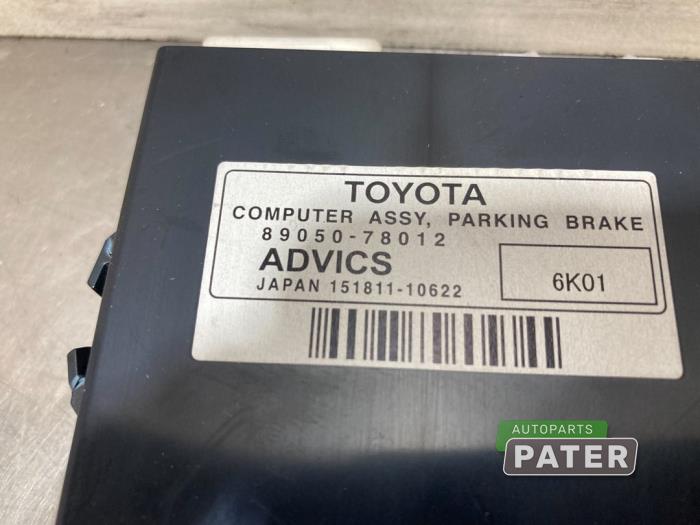 TOYOTA
COMPUTER ASSY, PARKING BRAKE
89050-78012
ADVICS
6K01
JAPAN 151811-10622
AUTOPARTS
PATER